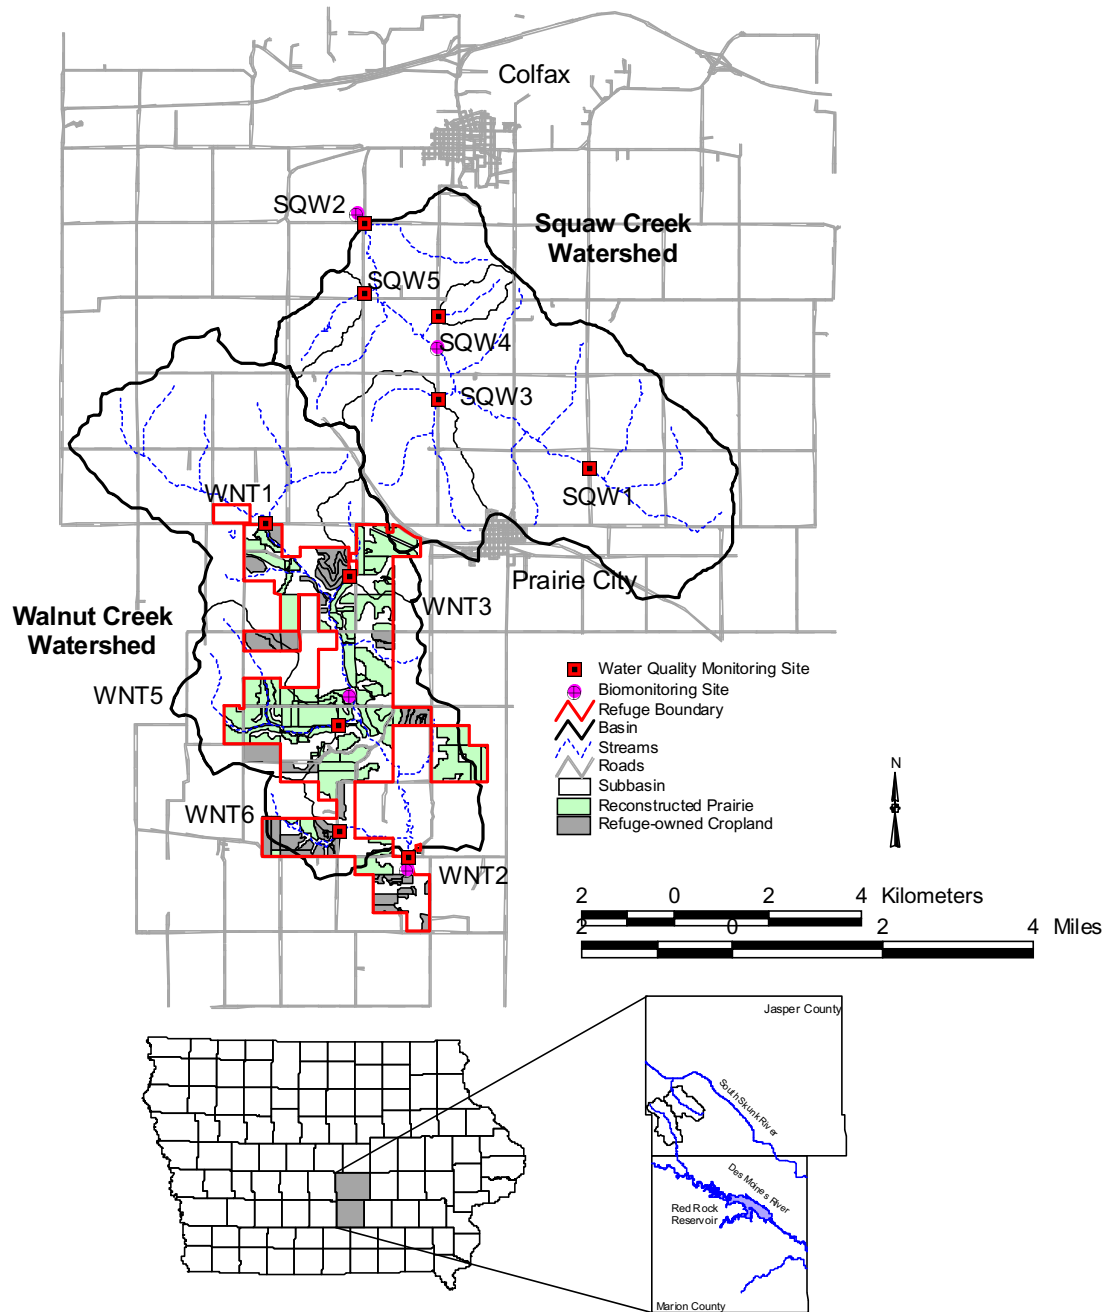 Colfax
SQW2
Squaw Creek
Watershed
SQW5
SQW4
SQW3
SQW1
WNT1
Prairie City
WNT3
Walnut Creek
Watershed
WNT5
WNT6
WNT2
Water Quality Monitoring Site
Biomonitoring Site
Refuge Boundary
Basin
Streams
Roads
Subbasin
Reconstructed Prairie
Refuge-owned Cropland
N
2 0 2 4 Kilometers
2 0 2 4 Miles
Jasper County
South Skunk River
Des Moines River
Red Rock
Reservoir
Marion County